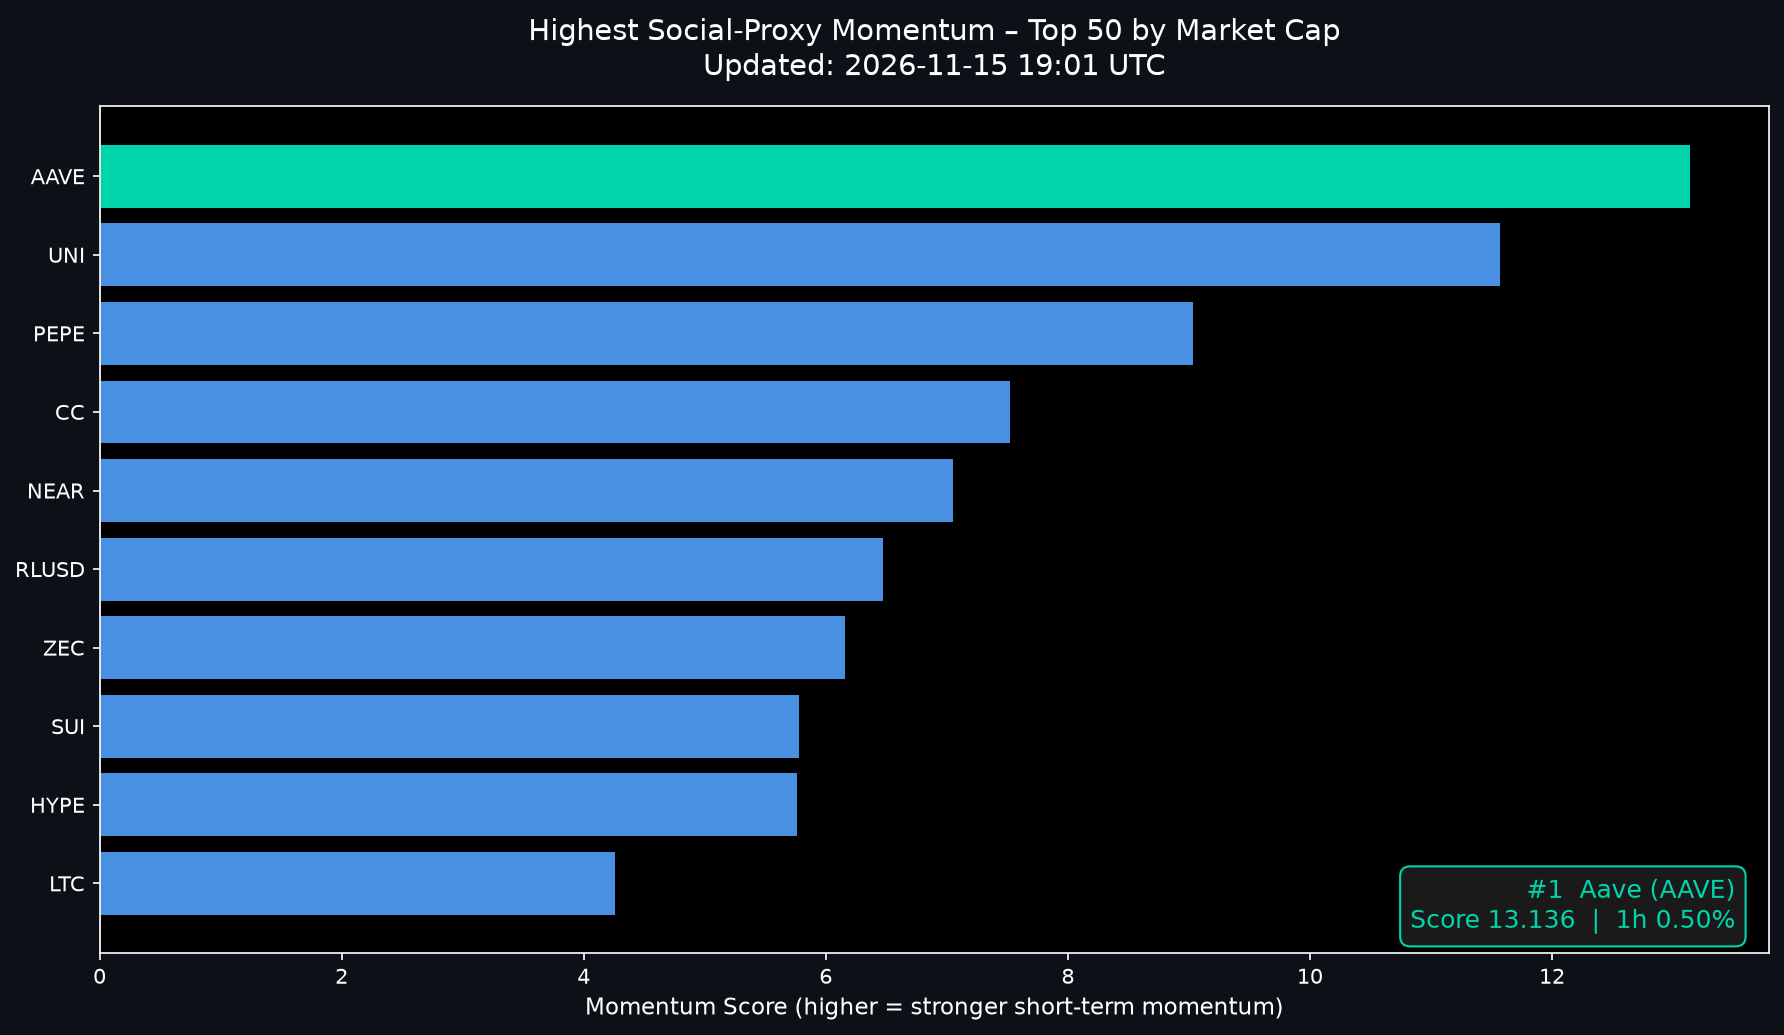 Highest Social-Proxy Momentum – Top 50 by Market Cap
Updated: 2026-11-15 19:01 UTC
AAVE
UNI
PEPE
CC
NEAR
RLUSD
ZEC
SUI
HYPE
LTC
#1  Aave (AAVE)
Score 13.136  |  1h 0.50%
0 2 4 6 8 10 12
Momentum Score (higher = stronger short-term momentum)